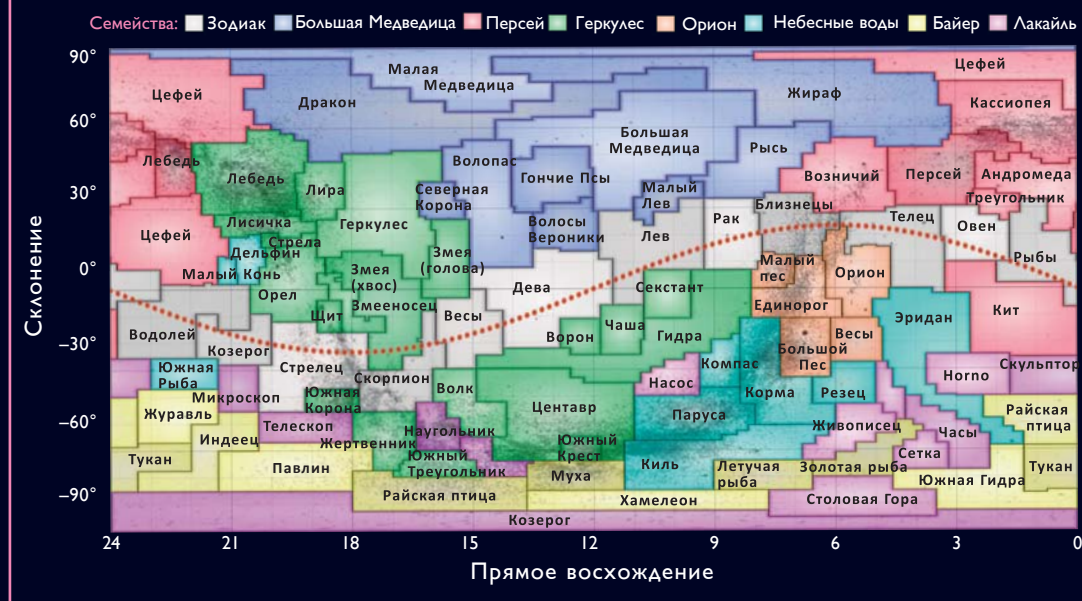 Семейства: Зодиак Большая Медведица Персей Геркулес Орион Небесные воды Байер Лакайль
90°
60°
30°
0°
−30°
−60°
−90°
Склонение
Малая
Медведица
Цефей
Цефей
Дракон
Жираф
Кассиопея
Большая
Медведица
Лебедь
Волопас
Рысь
Лебедь
Лира
Гончие Псы
Возничий
Персей
Андромеда
Северная
Корона
Малый
Лев
Треугольник
Лисичка
Геркулес
Волосы
Вероники
Рак
Близнецы
Телец
Овен
Цефей
Стрела
Дельфин
Лев
Змея
(голова)
Рыбы
Малый Конь
Змея
(хвос)
Малый
пес
Орион
Орел
Дева
Секстант
Змееносец
Единорог
Щит
Весы
Чаша
Эридан
Кит
Водолей
Ворон
Гидра
Весы
Козерог
Большой
Пес
Южная
Рыба
Стрелец
Скорпион
Компас
Скульптор
Микроскоп
Южная
Корона
Волк
Насос
Корма
Резец
Horno
Журавль
Центавр
Паруса
Райская
птица
Телескоп
Наугольник
Живописец
Часы
Индеец
Жертвенник
Южный
Крест
Сетка
Тукан
Павлин
Южный
Треугольник
Муха
Киль
Летучая
рыба
Золотая рыба
Тукан
Южная Гидра
Райская птица
Хамелеон
Столовая Гора
Козерог
24 21 18 15 12 9 6 3 0
Прямое восхождение